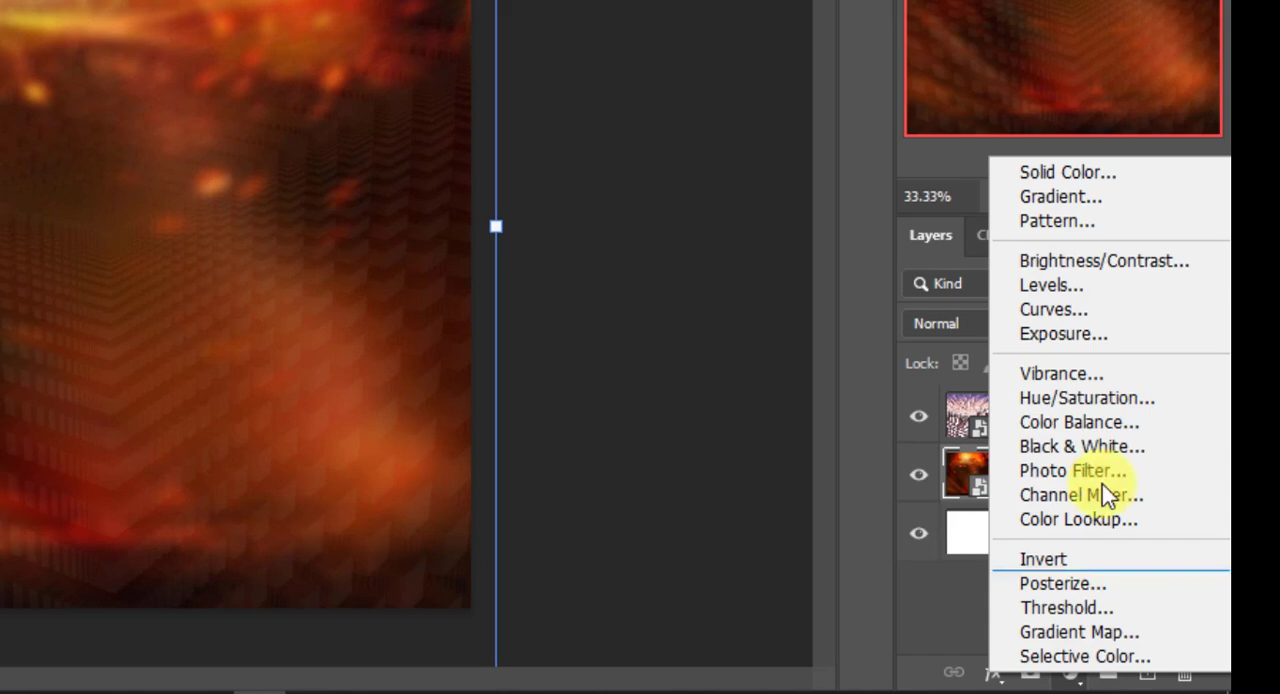 33.33%
Layers
Kind
Normal
Lock:
Solid Color...
Gradient...
Pattern...
Brightness/Contrast...
Levels...
Curves...
Exposure...
Vibrance...
Hue/Saturation...
Color Balance...
Black & White...
Photo Filter...
Channel Mixer...
Color Lookup...
Invert
Posterize...
Threshold...
Gradient Map...
Selective Color...